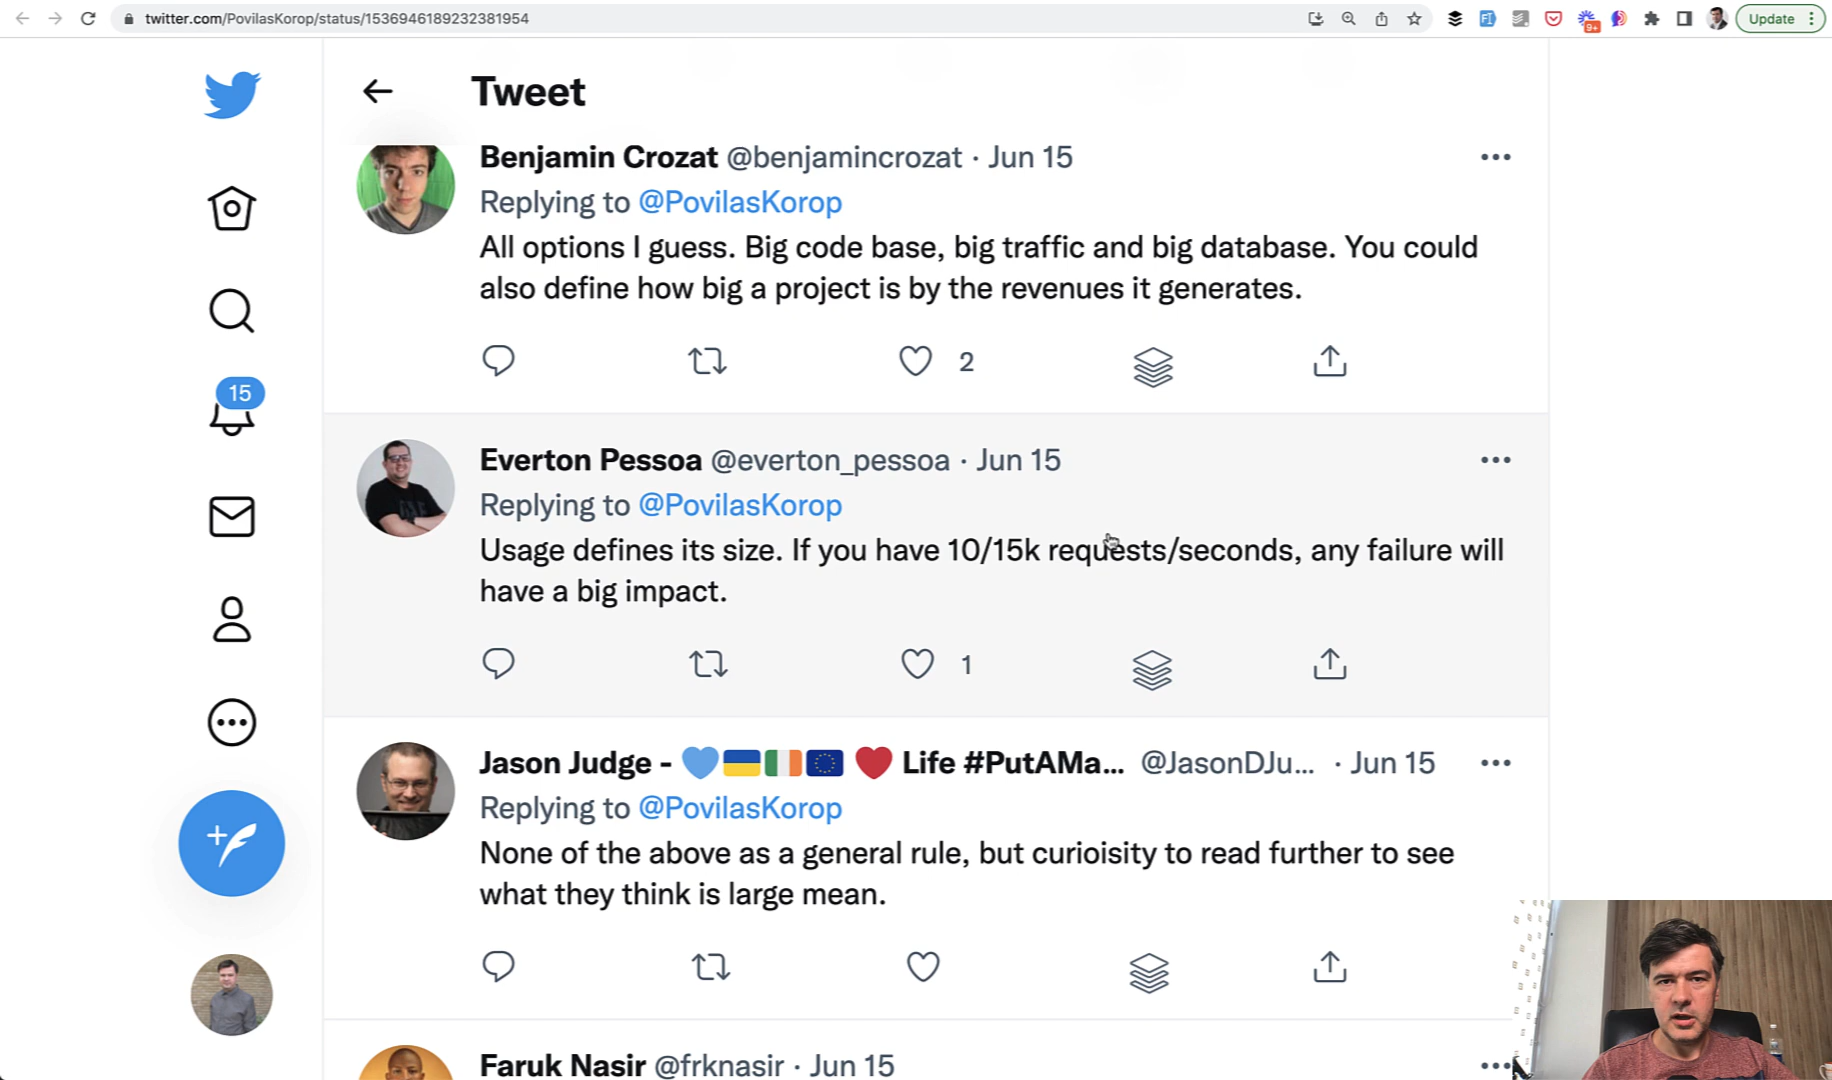 twitter.com/PovilasKorop/status/1536946189232381954
9+
Update
Tweet
Benjamin Crozat @benjamincrozat · Jun 15
Replying to @PovilasKorop
All options I guess. Big code base, big traffic and big database. You could
also define how big a project is by the revenues it generates.
2
15
Everton Pessoa @everton_pessoa · Jun 15
Replying to @PovilasKorop
Usage defines its size. If you have 10/15k requests/seconds, any failure will
have a big impact.
1
Jason Judge - 💙🇺🇦🇮🇪🇪🇺 ❤️ Life #PutAMa... @JasonDJu... · Jun 15
Replying to @PovilasKorop
None of the above as a general rule, but curioisity to read further to see
what they think is large mean.
Faruk Nasir @frknasir · Jun 15